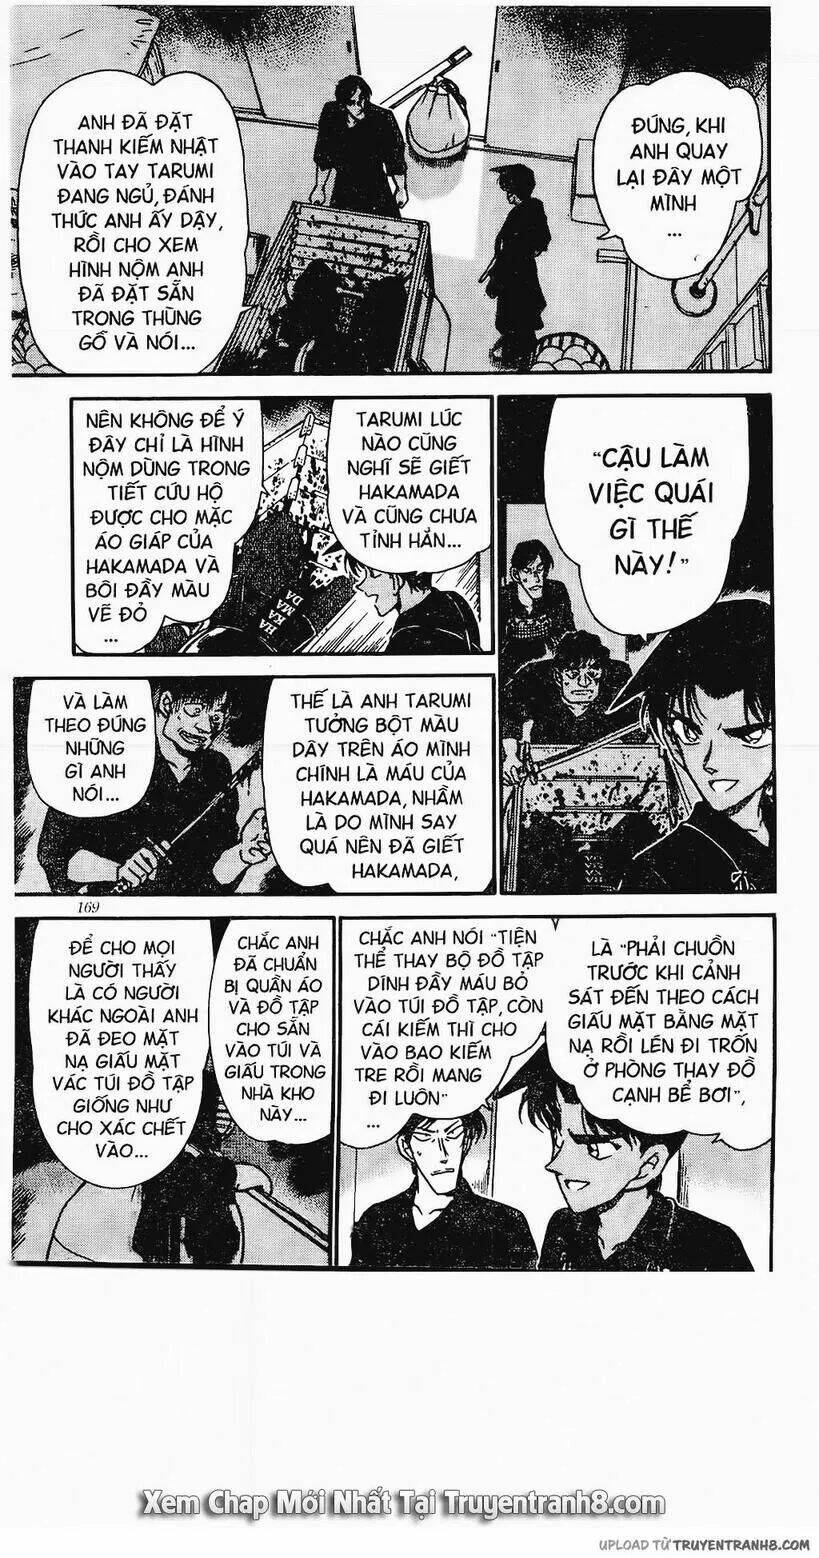 ĐÚNG, KHI
ANH QUAY
LẠI ĐÂY MỘT
MÌNH
...
ANH ĐÃ ĐẶT
THANH KIẾM NHẬT
VÀO TAY TARUMI
ĐANG NGỦ, ĐÁNH
THỨC ANH ẤY DẬY,
RỒI CHO XEM
HÌNH NỘM ANH
ĐÃ ĐẶT SẴN
TRONG THÙNG
GỖ VÀ NÓI...
"CẬU LÀM
VIỆC QUÁI
GÌ THẾ
NÀY!"
TARUMI LÚC
NÀO CŨNG
NGHĨ SẼ GIẾT
HAKAMADA
VÀ CŨNG CHƯA
TỈNH HẲN...
NÊN KHÔNG ĐỂ Ý
ĐÂY CHỈ LÀ HÌNH
NỘM DÙNG TRONG
TIẾT CỨU HỘ
ĐƯỢC CHO MẶC
ÁO GIÁP CỦA
HAKAMADA VÀ
BÔI ĐẦY MÀU
VẼ ĐỎ
...
HA
KA
MA
DA
THẾ LÀ ANH TARUMI
TƯỞNG BỘT MÀU
DÂY TRÊN ÁO MÌNH
CHÍNH LÀ MÁU CỦA
HAKAMADA, NHẦM
LÀ DO MÌNH SAY
QUÁ NÊN ĐÃ GIẾT
HAKAMADA,
VÀ LÀM
THEO ĐÚNG
NHỮNG
GÌ ANH
NÓI...
169
LÀ "PHẢI CHUỒN
TRƯỚC KHI CẢNH
SÁT ĐẾN THEO CÁCH
GIẤU MẶT BẰNG MẶT
NẠ RỒI LÉN ĐI TRỐN
Ở PHÒNG THAY ĐỒ
CẠNH BỂ BƠI",
CHẮC ANH NÓI "TIỆN
THỂ THAY BỘ ĐỒ TẬP
DÍNH ĐẦY MÁU BỎ
VÀO TÚI ĐỒ TẬP, CÒN
CÁI KIẾM THÌ CHO
VÀO BAO KIẾM
TRE RỒI MANG
ĐI LUÔN"
...
CHẮC ANH
ĐÃ CHUẨN
BỊ QUẦN ÁO
VÀ ĐỒ TẬP
CHO SẴN
VÀO TÚI VÀ
GIẤU TRONG
NHÀ KHO
NÀY...
ĐỂ CHO MỌI
NGƯỜI THẤY
LÀ CÓ NGƯỜI
KHÁC NGOÀI ANH
ĐÃ ĐEO MẶT
NẠ GIẤU MẶT
VÁC TÚI ĐỒ TẬP
GIỐNG NHƯ
CHO XÁC CHẾT
VÀO...
Xem Chap Mới Nhất Tại Truyentranh8.com
UPLOAD TỪ TRUYENTRANH8.COM